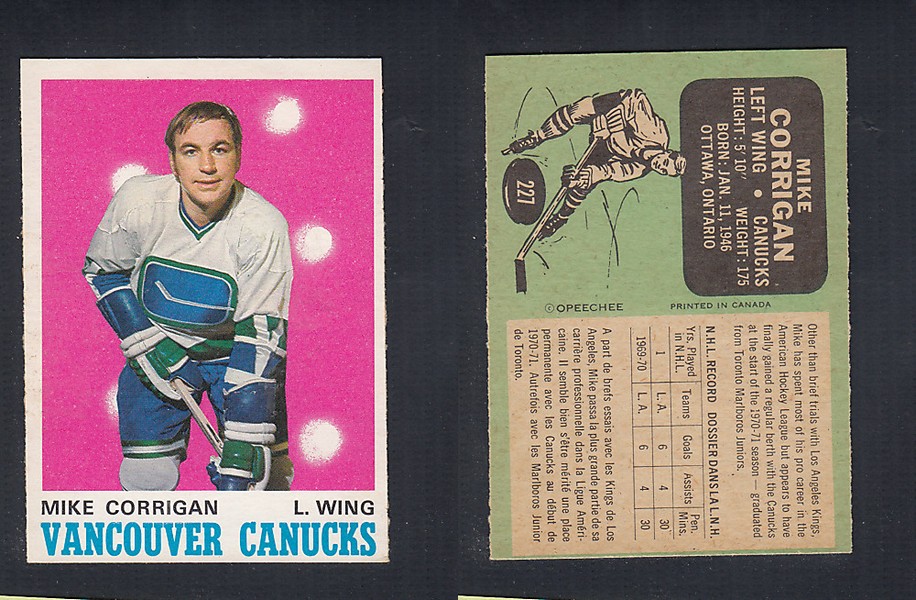 MIKE CORRIGAN L. WING
VANCOUVER CANUCKS
227
MIKE
CORRIGAN
LEFT WING • CANUCKS
HEIGHT: 5' 10" WEIGHT: 175
BORN: JAN. 11, 1946
OTTAWA, ONTARIO
© OPEECHEE PRINTED IN CANADA
Other than brief trials with Los Angeles Kings,
Mike has spent most of his pro career in the
American Hockey League but appears to have
finally gained a regular berth with the Canucks
at the start of the 1970-71 season — graduated
from Toronto Marlboros Juniors.
N.H.L. RECORD DOSSIER DANS LA L.N.H.
Yrs. Played Teams Goals Assists Pen.
in N.H.L. Mins.
1 L. A. 6 4 30
1969-70 L. A. 6 4 30
A part de brefs essais avec les Kings de Los
Angeles, Mike passa la plus grande partie de sa
carrière professionnelle dans la Ligue Améri-
caine. Il semble bien s'être mérité une place
permanente avec les Canucks au début de
1970-71. Autrefois avec les Marlboros Junior
de Toronto.